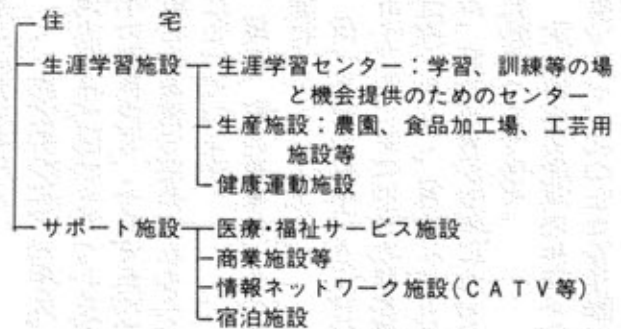 住宅
生涯学習施設 生涯学習センター：学習、訓練等の場
と機会提供のためのセンター
生産施設：農園、食品加工場、工芸用
施設等
健康運動施設
サポート施設 医療・福祉サービス施設
商業施設等
情報ネットワーク施設(ＣＡＴＶ等)
宿泊施設